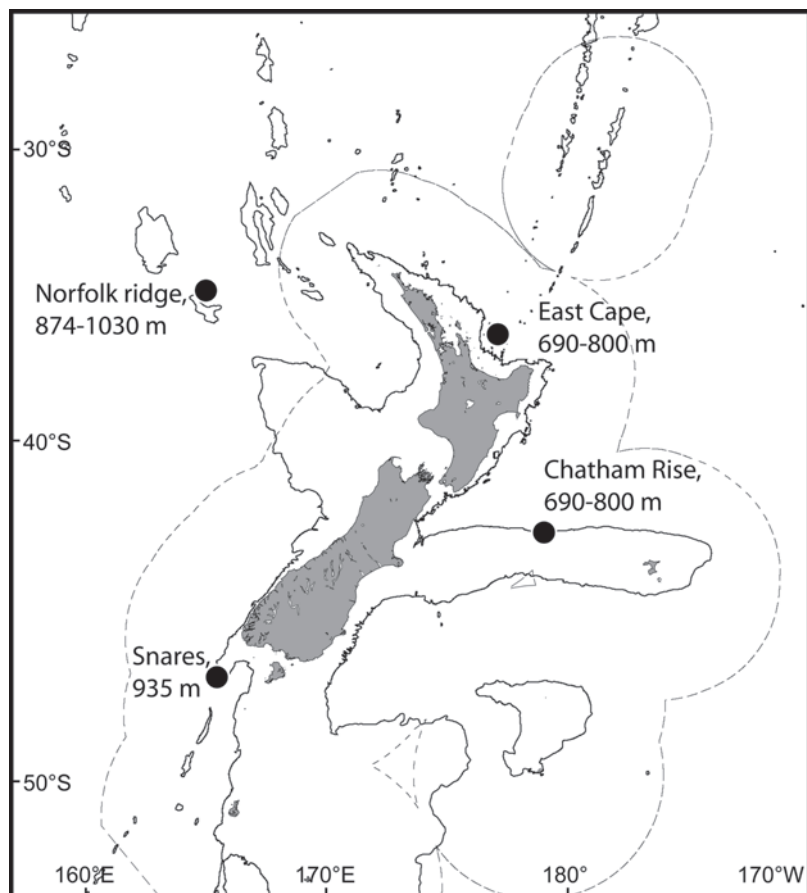 30°S
Norfolk ridge,
874-1030 m
East Cape,
690-800 m
40°S
Chatham Rise,
690-800 m
Snares,
935 m
50°S
160°E
170°W
170°E
180°